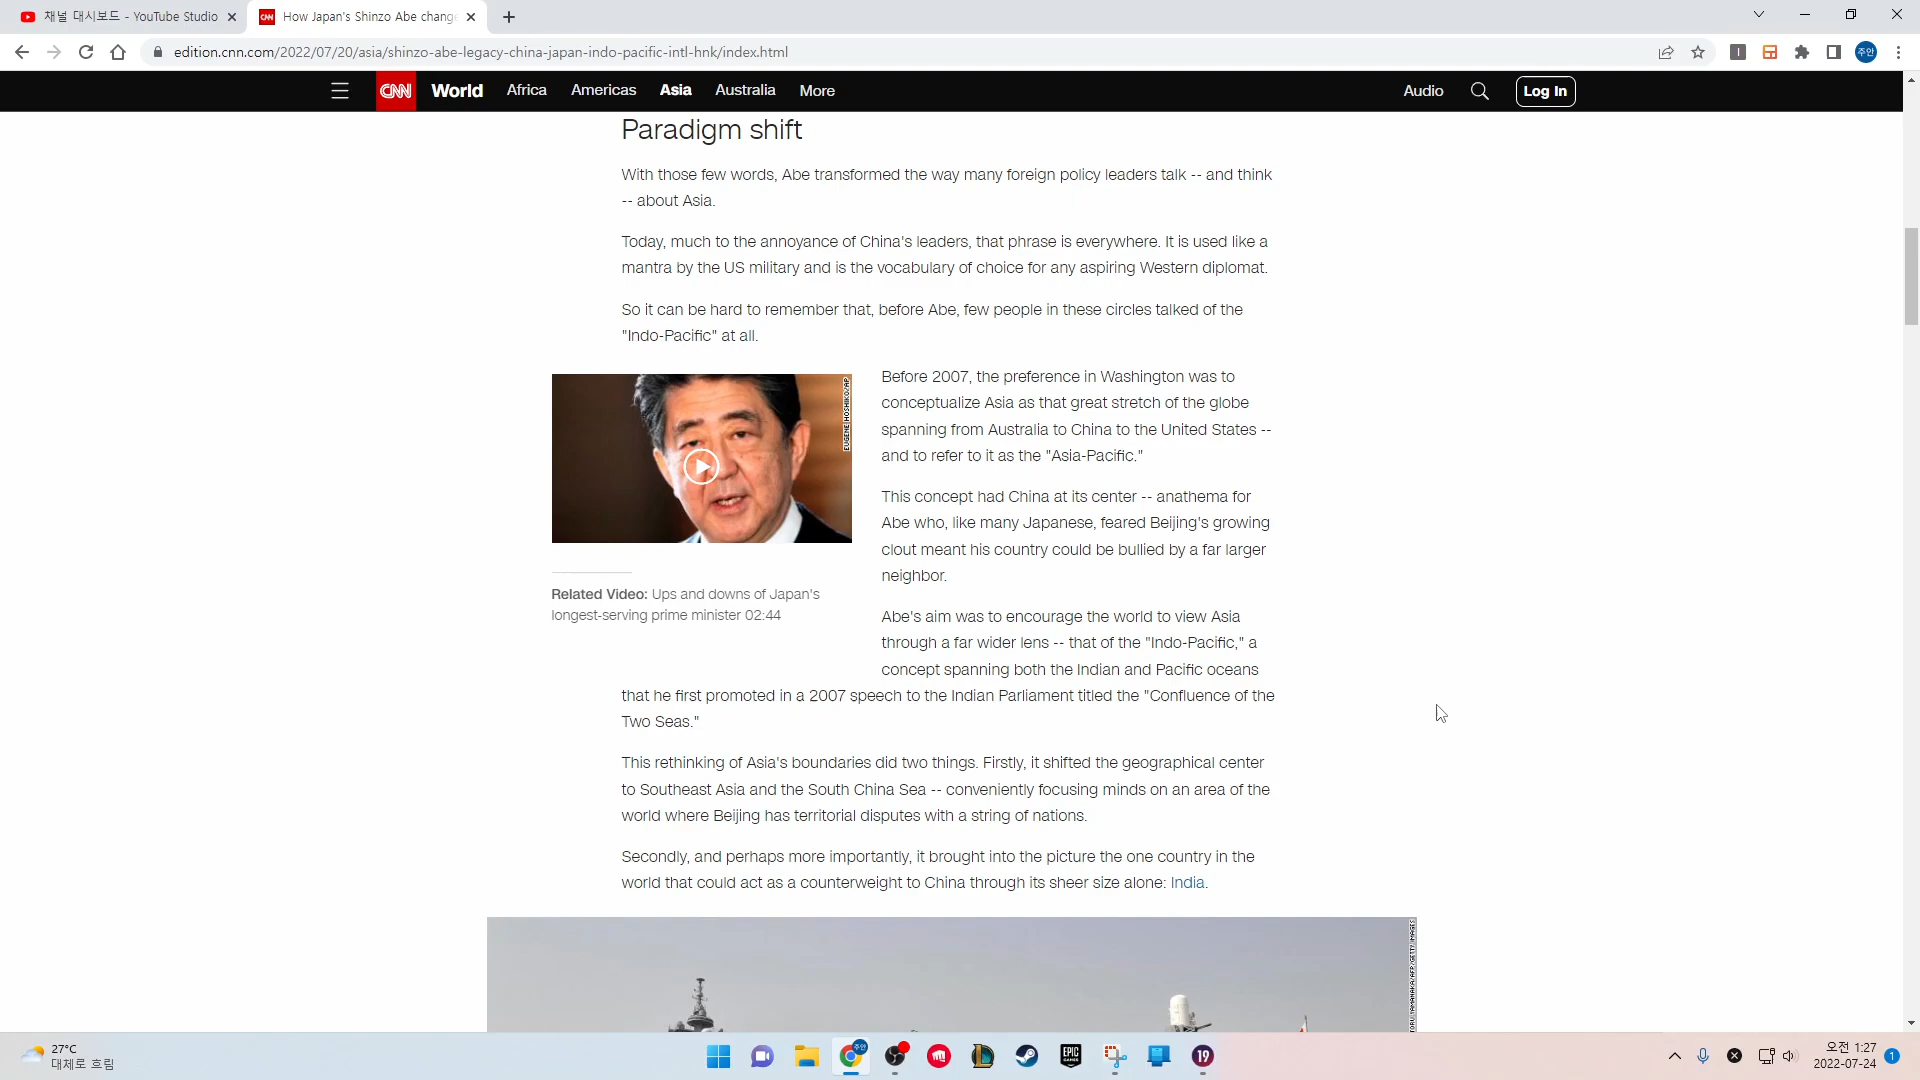 채널 대시보드 - YouTube Studio
How Japan's Shinzo Abe change
edition.cnn.com/2022/07/20/asia/shinzo-abe-legacy-china-japan-indo-pacific-intl-hnk/index.html
주안
CNN World Africa Americas Asia Australia More Audio Log In
Paradigm shift
With those few words, Abe transformed the way many foreign policy leaders talk -- and think
-- about Asia.
Today, much to the annoyance of China's leaders, that phrase is everywhere. It is used like a
mantra by the US military and is the vocabulary of choice for any aspiring Western diplomat.
So it can be hard to remember that, before Abe, few people in these circles talked of the
"Indo-Pacific" at all.
EUGENE HOSHIKO/AP
Related Video: Ups and downs of Japan's
longest-serving prime minister 02:44
Before 2007, the preference in Washington was to
conceptualize Asia as that great stretch of the globe
spanning from Australia to China to the United States --
and to refer to it as the "Asia-Pacific."
This concept had China at its center -- anathema for
Abe who, like many Japanese, feared Beijing's growing
clout meant his country could be bullied by a far larger
neighbor.
Abe's aim was to encourage the world to view Asia
through a far wider lens -- that of the "Indo-Pacific," a
concept spanning both the Indian and Pacific oceans
that he first promoted in a 2007 speech to the Indian Parliament titled the "Confluence of the
Two Seas."
This rethinking of Asia's boundaries did two things. Firstly, it shifted the geographical center
to Southeast Asia and the South China Sea -- conveniently focusing minds on an area of the
world where Beijing has territorial disputes with a string of nations.
Secondly, and perhaps more importantly, it brought into the picture the one country in the
world that could act as a counterweight to China through its sheer size alone: India.
YAMANAKA/AFP/GETTY IMAGES
27°C
대체로 흐림
주안
EPIC
GAMES
19
오전 1:27
2022-07-24
1